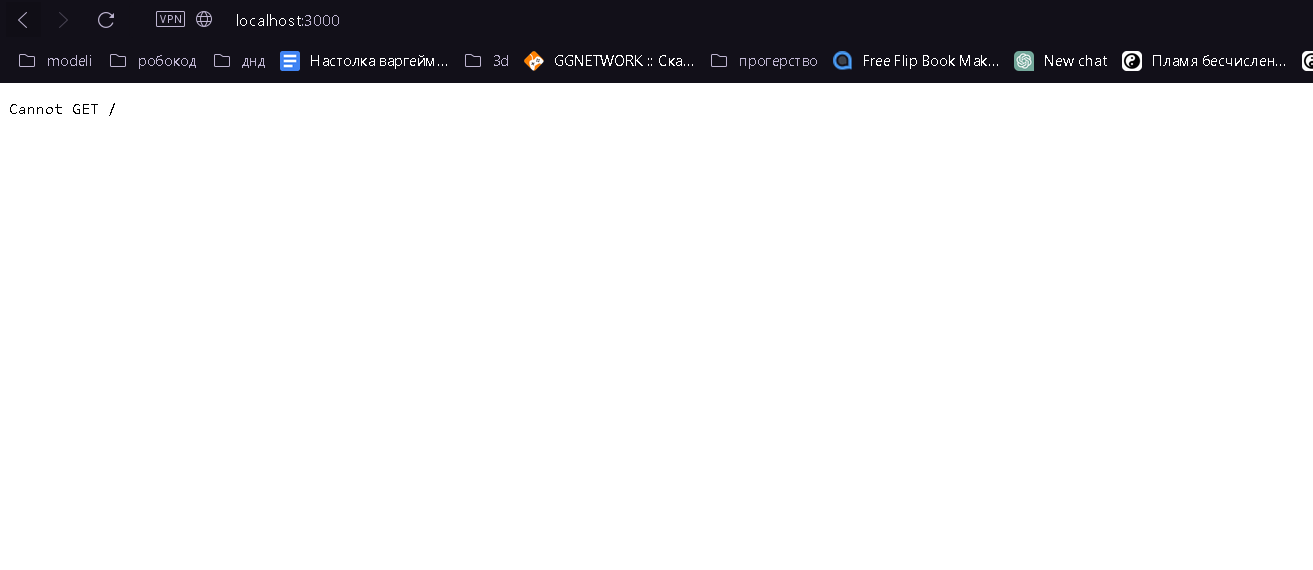 VPN localhost:3000
modeli робокод днд Настолка варгейм... 3d GGNETWORK :: Ска... прогерство Free Flip Book Mak... New chat Пламя бесчислен...
Cannot GET /